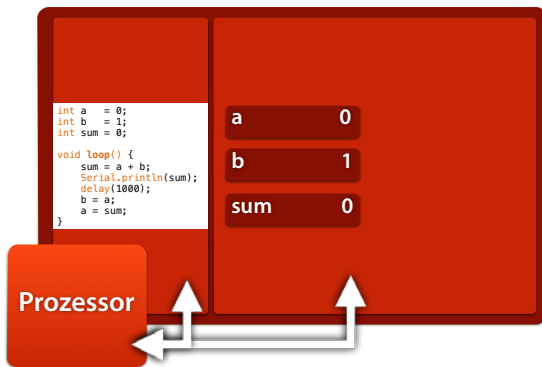 int a   = 0;
int b   = 1;
int sum = 0;
void loop() {
    sum = a + b;
    Serial.println(sum);
    delay(1000);
    b = a;
    a = sum;
}
a 0
b 1
sum 0
Prozessor